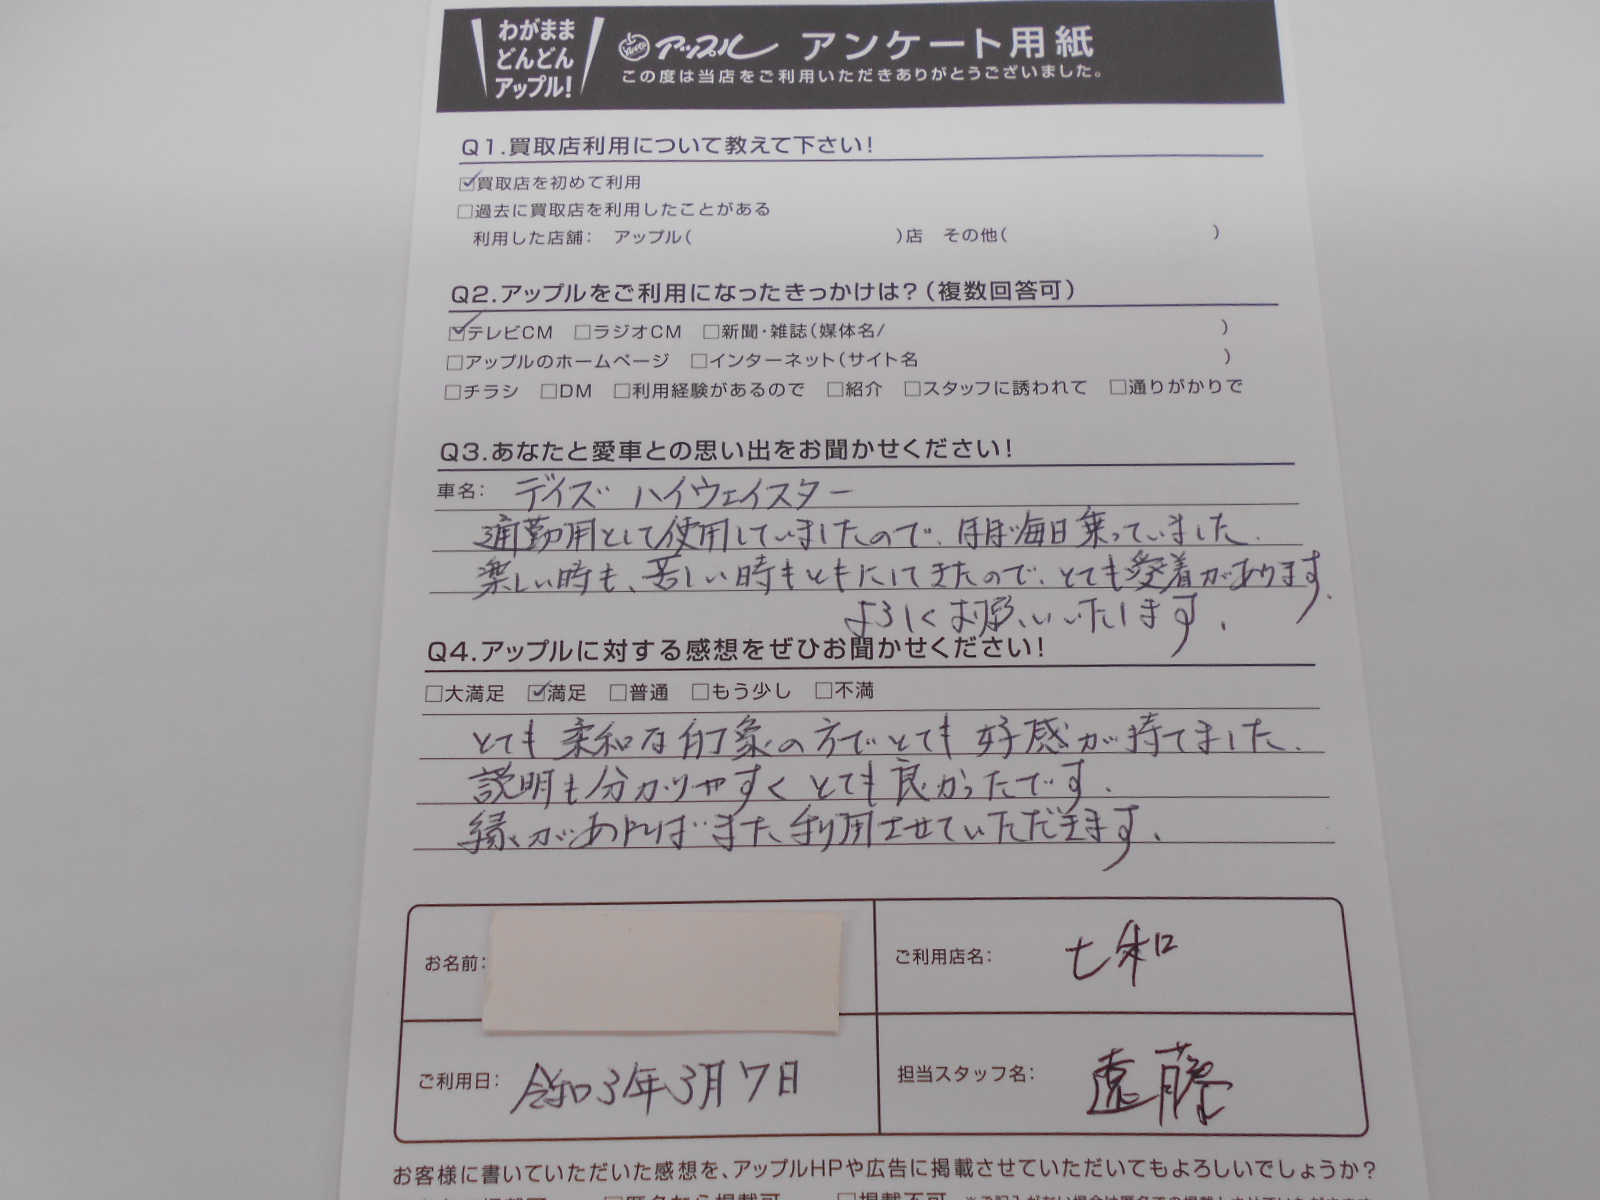 わがまま
どんどん
アップル!
アップル アンケート用紙
この度は当店をご利用いただきありがとうございました。
Q1.買取店利用について教えて下さい!
☑買取店を初めて利用
□過去に買取店を利用したことがある
利用した店舗: アップル( )店 その他( )
Q2.アップルをご利用になったきっかけは?(複数回答可)
☑テレビCM □ラジオCM □新聞・雑誌(媒体名/ )
□アップルのホームページ □インターネット(サイト名 )
□チラシ □DM □利用経験があるので □紹介 □スタッフに誘われて □通りがかりで
Q3.あなたと愛車との思い出をお聞かせください!
車名: デイズ ハイウェイスター
通勤用として使用していましたので、ほぼ毎日乗っていました.
楽しい時も、苦しい時もともにしてきたので、とても愛着があります.
よろしくお願いいたします.
Q4.アップルに対する感想をぜひお聞かせください!
□大満足 ☑満足 □普通 □もう少し □不満
とても柔和な印象の方でとても好感が持てました.
説明も分かりやすくとても良かったです.
縁があればまた利用させていただきます.
お名前:
ご利用店名: 七和
ご利用日: 令和3年3月7日
担当スタッフ名: 遠藤
お客様に書いていただいた感想を、アップルHPや広告に掲載させていただいてもよろしいでしょうか?